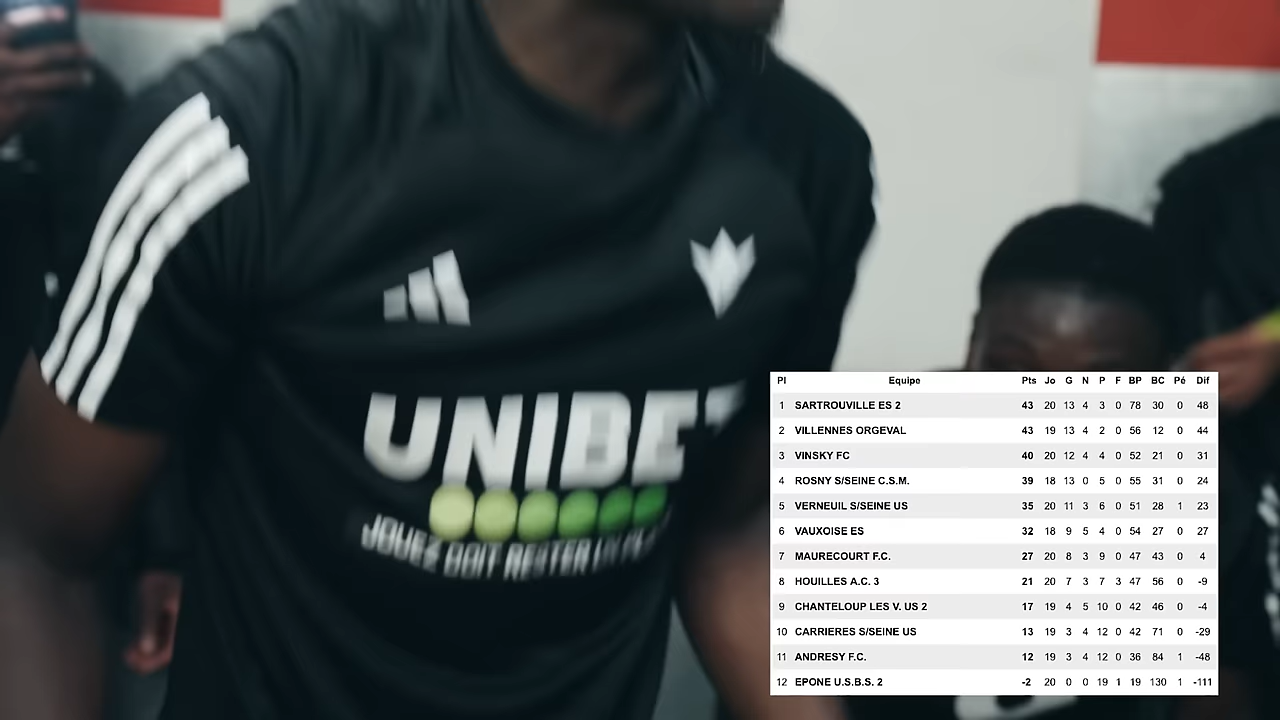 UNIBET
JOUEZ DOIT RESTER UN
Pl Equipe Pts Jo G N P F BP BC Pé Dif
1 SARTROUVILLE ES 2 43 20 13 4 3 0 78 30 0 48
2 VILLENNES ORGEVAL 43 19 13 4 2 0 56 12 0 44
3 VINSKY FC 40 20 12 4 4 0 52 21 0 31
4 ROSNY S/SEINE C.S.M. 39 18 13 0 5 0 55 31 0 24
5 VERNEUIL S/SEINE US 35 20 11 3 6 0 51 28 1 23
6 VAUXOISE ES 32 18 9 5 4 0 54 27 0 27
7 MAURECOURT F.C. 27 20 8 3 9 0 47 43 0 4
8 HOUILLES A.C. 3 21 20 7 3 7 3 47 56 0 -9
9 CHANTELOUP LES V. US 2 17 19 4 5 10 0 42 46 0 -4
10 CARRIERES S/SEINE US 13 19 3 4 12 0 42 71 0 -29
11 ANDRESY F.C. 12 19 3 4 12 0 36 84 1 -48
12 EPONE U.S.B.S. 2 -2 20 0 0 19 1 19 130 1 -111